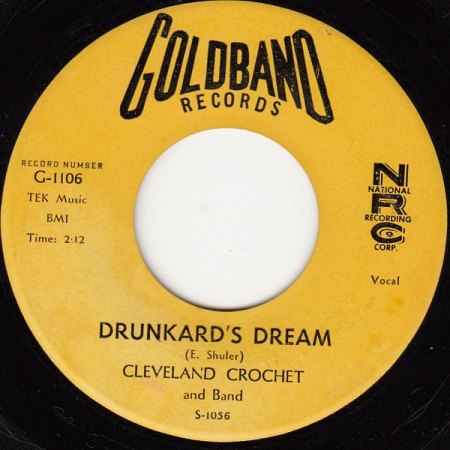 GOLDBAND
RECORDS
RECORD NUMBER
G-1106
TEK Music
BMI
Time: 2:12
NRC
NATIONAL
RECORDING
CORP.
Vocal
DRUNKARD'S DREAM
(E. Shuler)
CLEVELAND CROCHET
and Band
S-1056